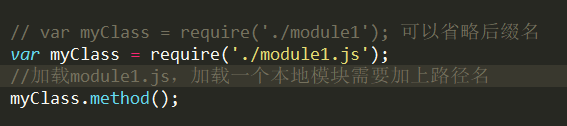 // var myClass = require('./module1'); 可以省略后缀名
var myClass = require('./module1.js');
//加载module1.js，加载一个本地模块需要加上路径名
myClass.method();